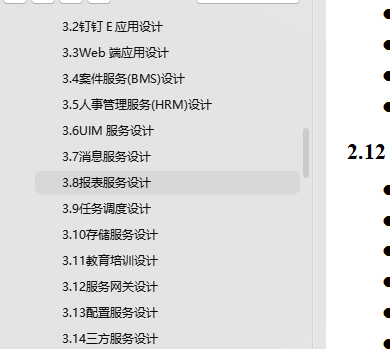 3.2钉钉 E 应用设计
3.3Web 端应用设计
3.4案件服务(BMS)设计
3.5人事管理服务(HRM)设计
3.6UIM 服务设计
3.7消息服务设计
3.8报表服务设计
3.9任务调度设计
3.10存储服务设计
3.11教育培训设计
3.12服务网关设计
3.13配置服务设计
3.14三方服务设计
2.12